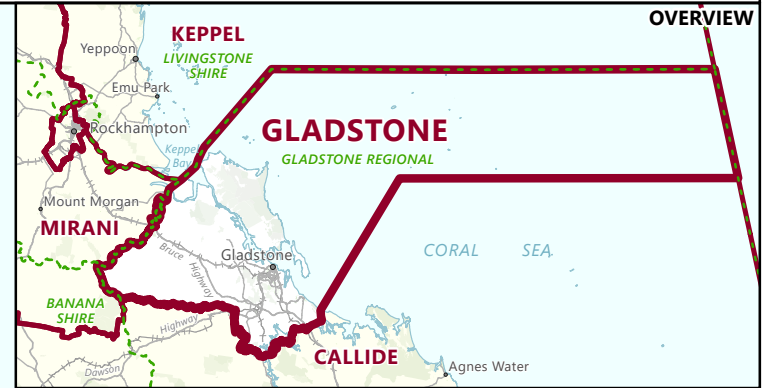 OVERVIEW
KEPPEL
Yeppoon
LIVINGSTONE
SHIRE
Emu Park
Rockhampton
GLADSTONE
Keppel
Bay
GLADSTONE REGIONAL
Mount Morgan
MIRANI
CORAL SEA
Bruce
Highway
Gladstone
BANANA
SHIRE
Highway
CALLIDE
Dawson
Agnes Water